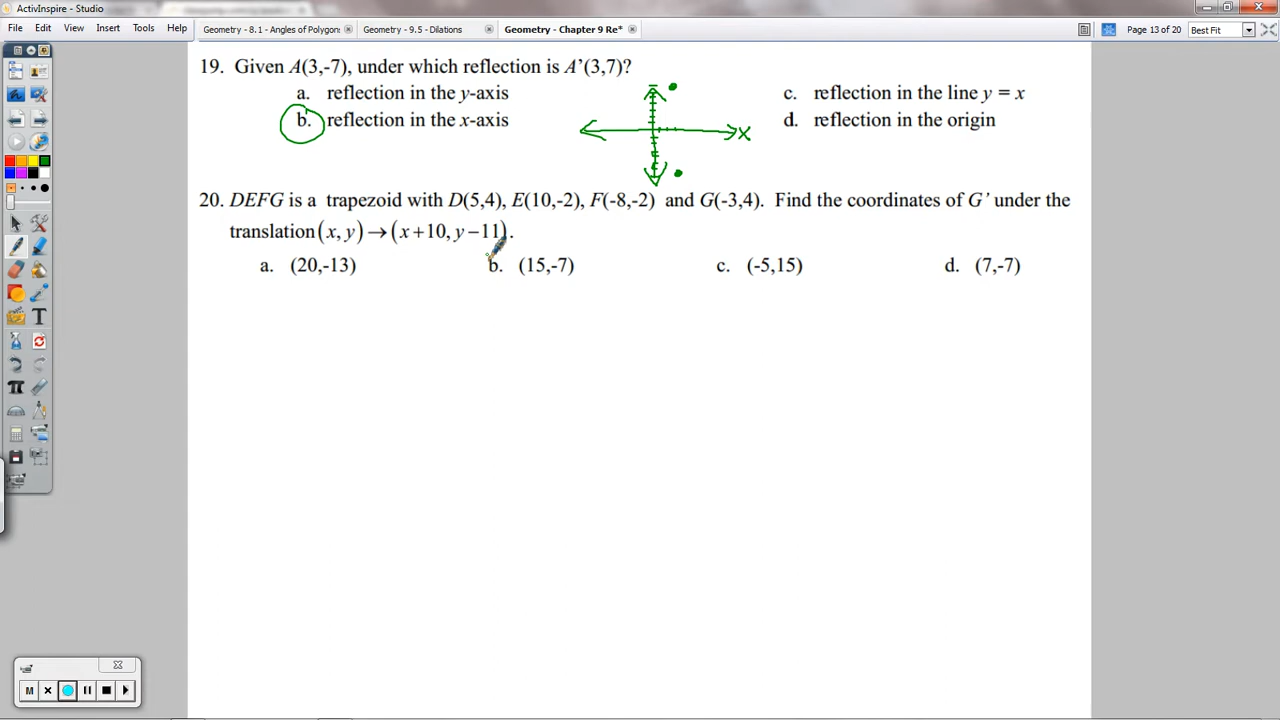 ActivInspire - Studio
File Edit View Insert Tools Help
Geometry - 8.1 - Angles of Polygons
Geometry - 9.5 - Dilations
Geometry - Chapter 9 Re*
Page 13 of 20
Best Fit
19. Given A(3,-7), under which reflection is A’(3,7)?
a. reflection in the y-axis
c. reflection in the line y = x
b. reflection in the x-axis
d. reflection in the origin
X
20. DEFG is a trapezoid with D(5,4), E(10,-2), F(-8,-2) and G(-3,4). Find the coordinates of G’ under the
translation (x, y) → (x+10, y−11).
a. (20,-13) b. (15,-7) c. (-5,15) d. (7,-7)
M